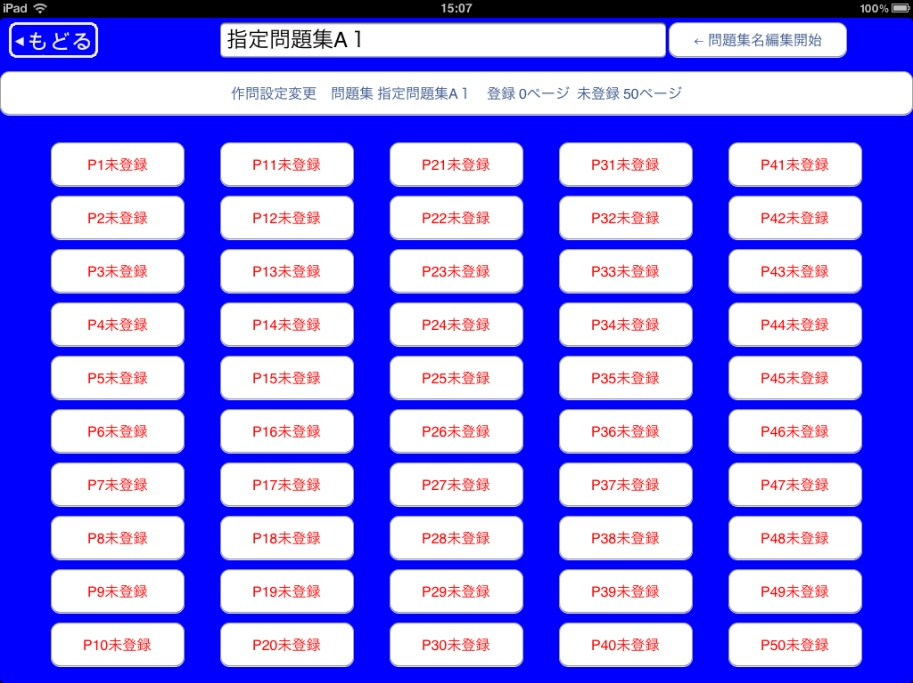 iPad 15:07 100%
◂もどる 指定問題集A１ ←問題集名編集開始
作問設定変更 問題集 指定問題集A１ 登録 0ページ 未登録 50ページ
P1未登録 P11未登録 P21未登録 P31未登録 P41未登録
P2未登録 P12未登録 P22未登録 P32未登録 P42未登録
P3未登録 P13未登録 P23未登録 P33未登録 P43未登録
P4未登録 P14未登録 P24未登録 P34未登録 P44未登録
P5未登録 P15未登録 P25未登録 P35未登録 P45未登録
P6未登録 P16未登録 P26未登録 P36未登録 P46未登録
P7未登録 P17未登録 P27未登録 P37未登録 P47未登録
P8未登録 P18未登録 P28未登録 P38未登録 P48未登録
P9未登録 P19未登録 P29未登録 P39未登録 P49未登録
P10未登録 P20未登録 P30未登録 P40未登録 P50未登録